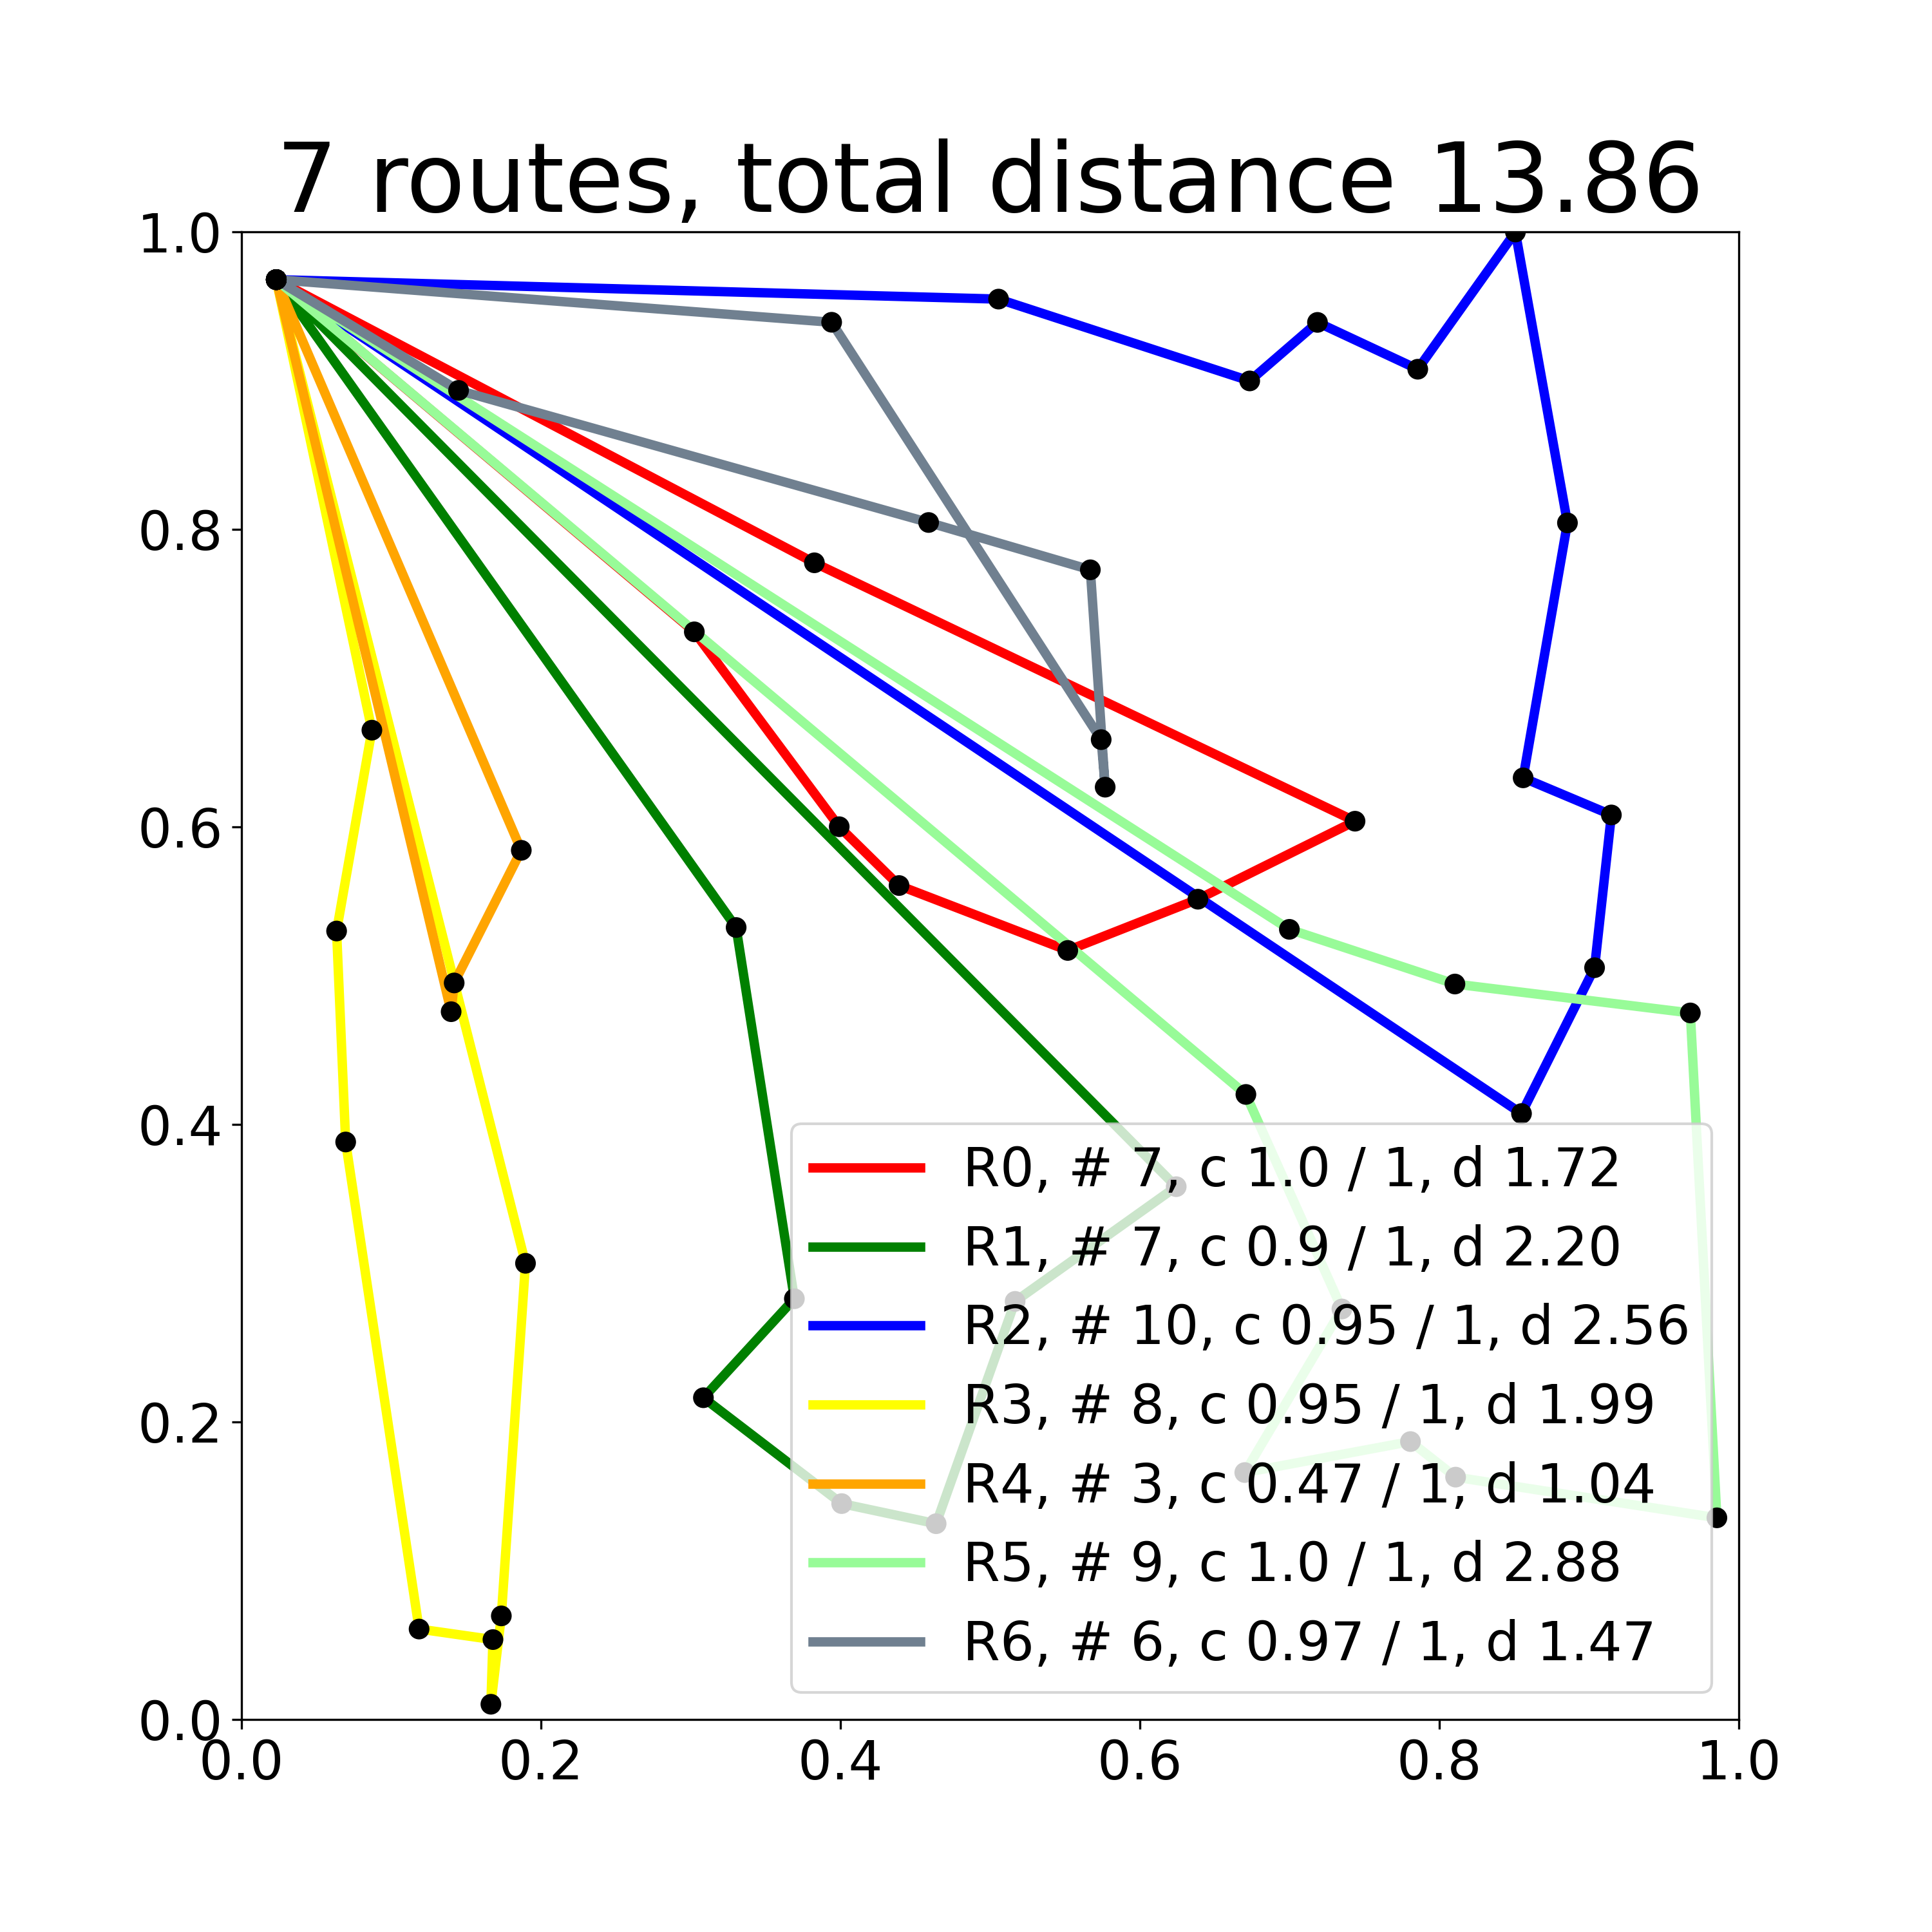 7 routes, total distance 13.86
1.0
0.8
0.6
0.4
0.2
0.0
R0, # 7, c 1.0 / 1, d 1.72
R1, # 7, c 0.9 / 1, d 2.20
R2, # 10, c 0.95 / 1, d 2.56
R3, # 8, c 0.95 / 1, d 1.99
R4, # 3, c 0.47 / 1, d 1.04
R5, # 9, c 1.0 / 1, d 2.88
R6, # 6, c 0.97 / 1, d 1.47
0.0 0.2 0.4 0.6 0.8 1.0